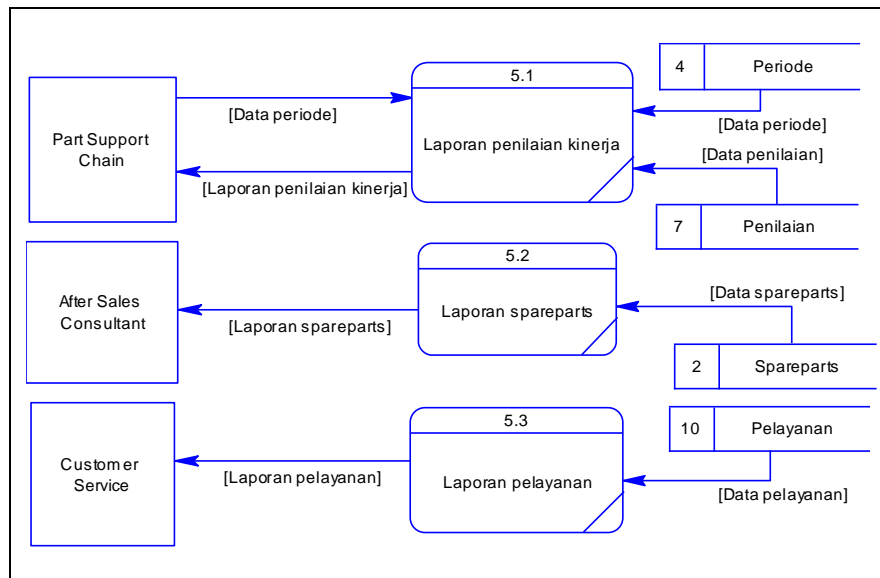 5.1
4
Periode
[Data periode]
[Data periode]
Part Support
Chain
Laporan penilaian kinerja
[Data penilaian]
[Laporan penilaian kinerja]
7
Penilaian
5.2
After Sales
Consultant
[Laporan spareparts]
Laporan spareparts
[Data spareparts]
2
Spareparts
5.3
10
Pelayanan
Customer
Service
[Laporan pelayanan]
Laporan pelayanan
[Data pelayanan]